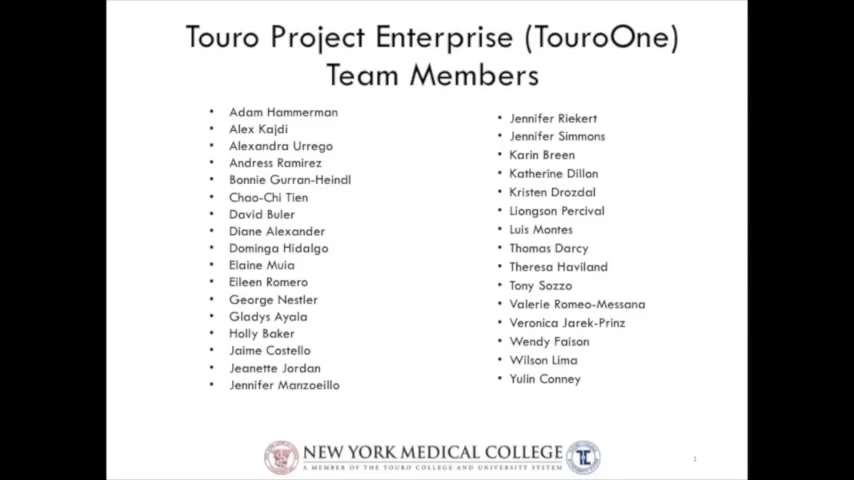 Touro Project Enterprise (TouroOne)
Team Members
• Adam Hammerman
• Alex Kajdi
• Alexandra Urrego
• Andress Ramirez
• Bonnie Gurran-Heindl
• Chao-Chi Tien
• David Buler
• Diane Alexander
• Dominga Hidalgo
• Elaine Muia
• Eileen Romero
• George Nestler
• Gladys Ayala
• Holly Baker
• Jaime Costello
• Jeanette Jordan
• Jennifer Manzoeillo
• Jennifer Riekert
• Jennifer Simmons
• Karin Breen
• Katherine Dillon
• Kristen Drozdal
• Liongson Percival
• Luis Montes
• Thomas Darcy
• Theresa Haviland
• Tony Sozzo
• Valerie Romeo-Messana
• Veronica Jarek-Prinz
• Wendy Faison
• Wilson Lima
• Yulin Conney
NEW YORK MEDICAL COLLEGE
A MEMBER OF THE TOURO COLLEGE AND UNIVERSITY SYSTEM
1